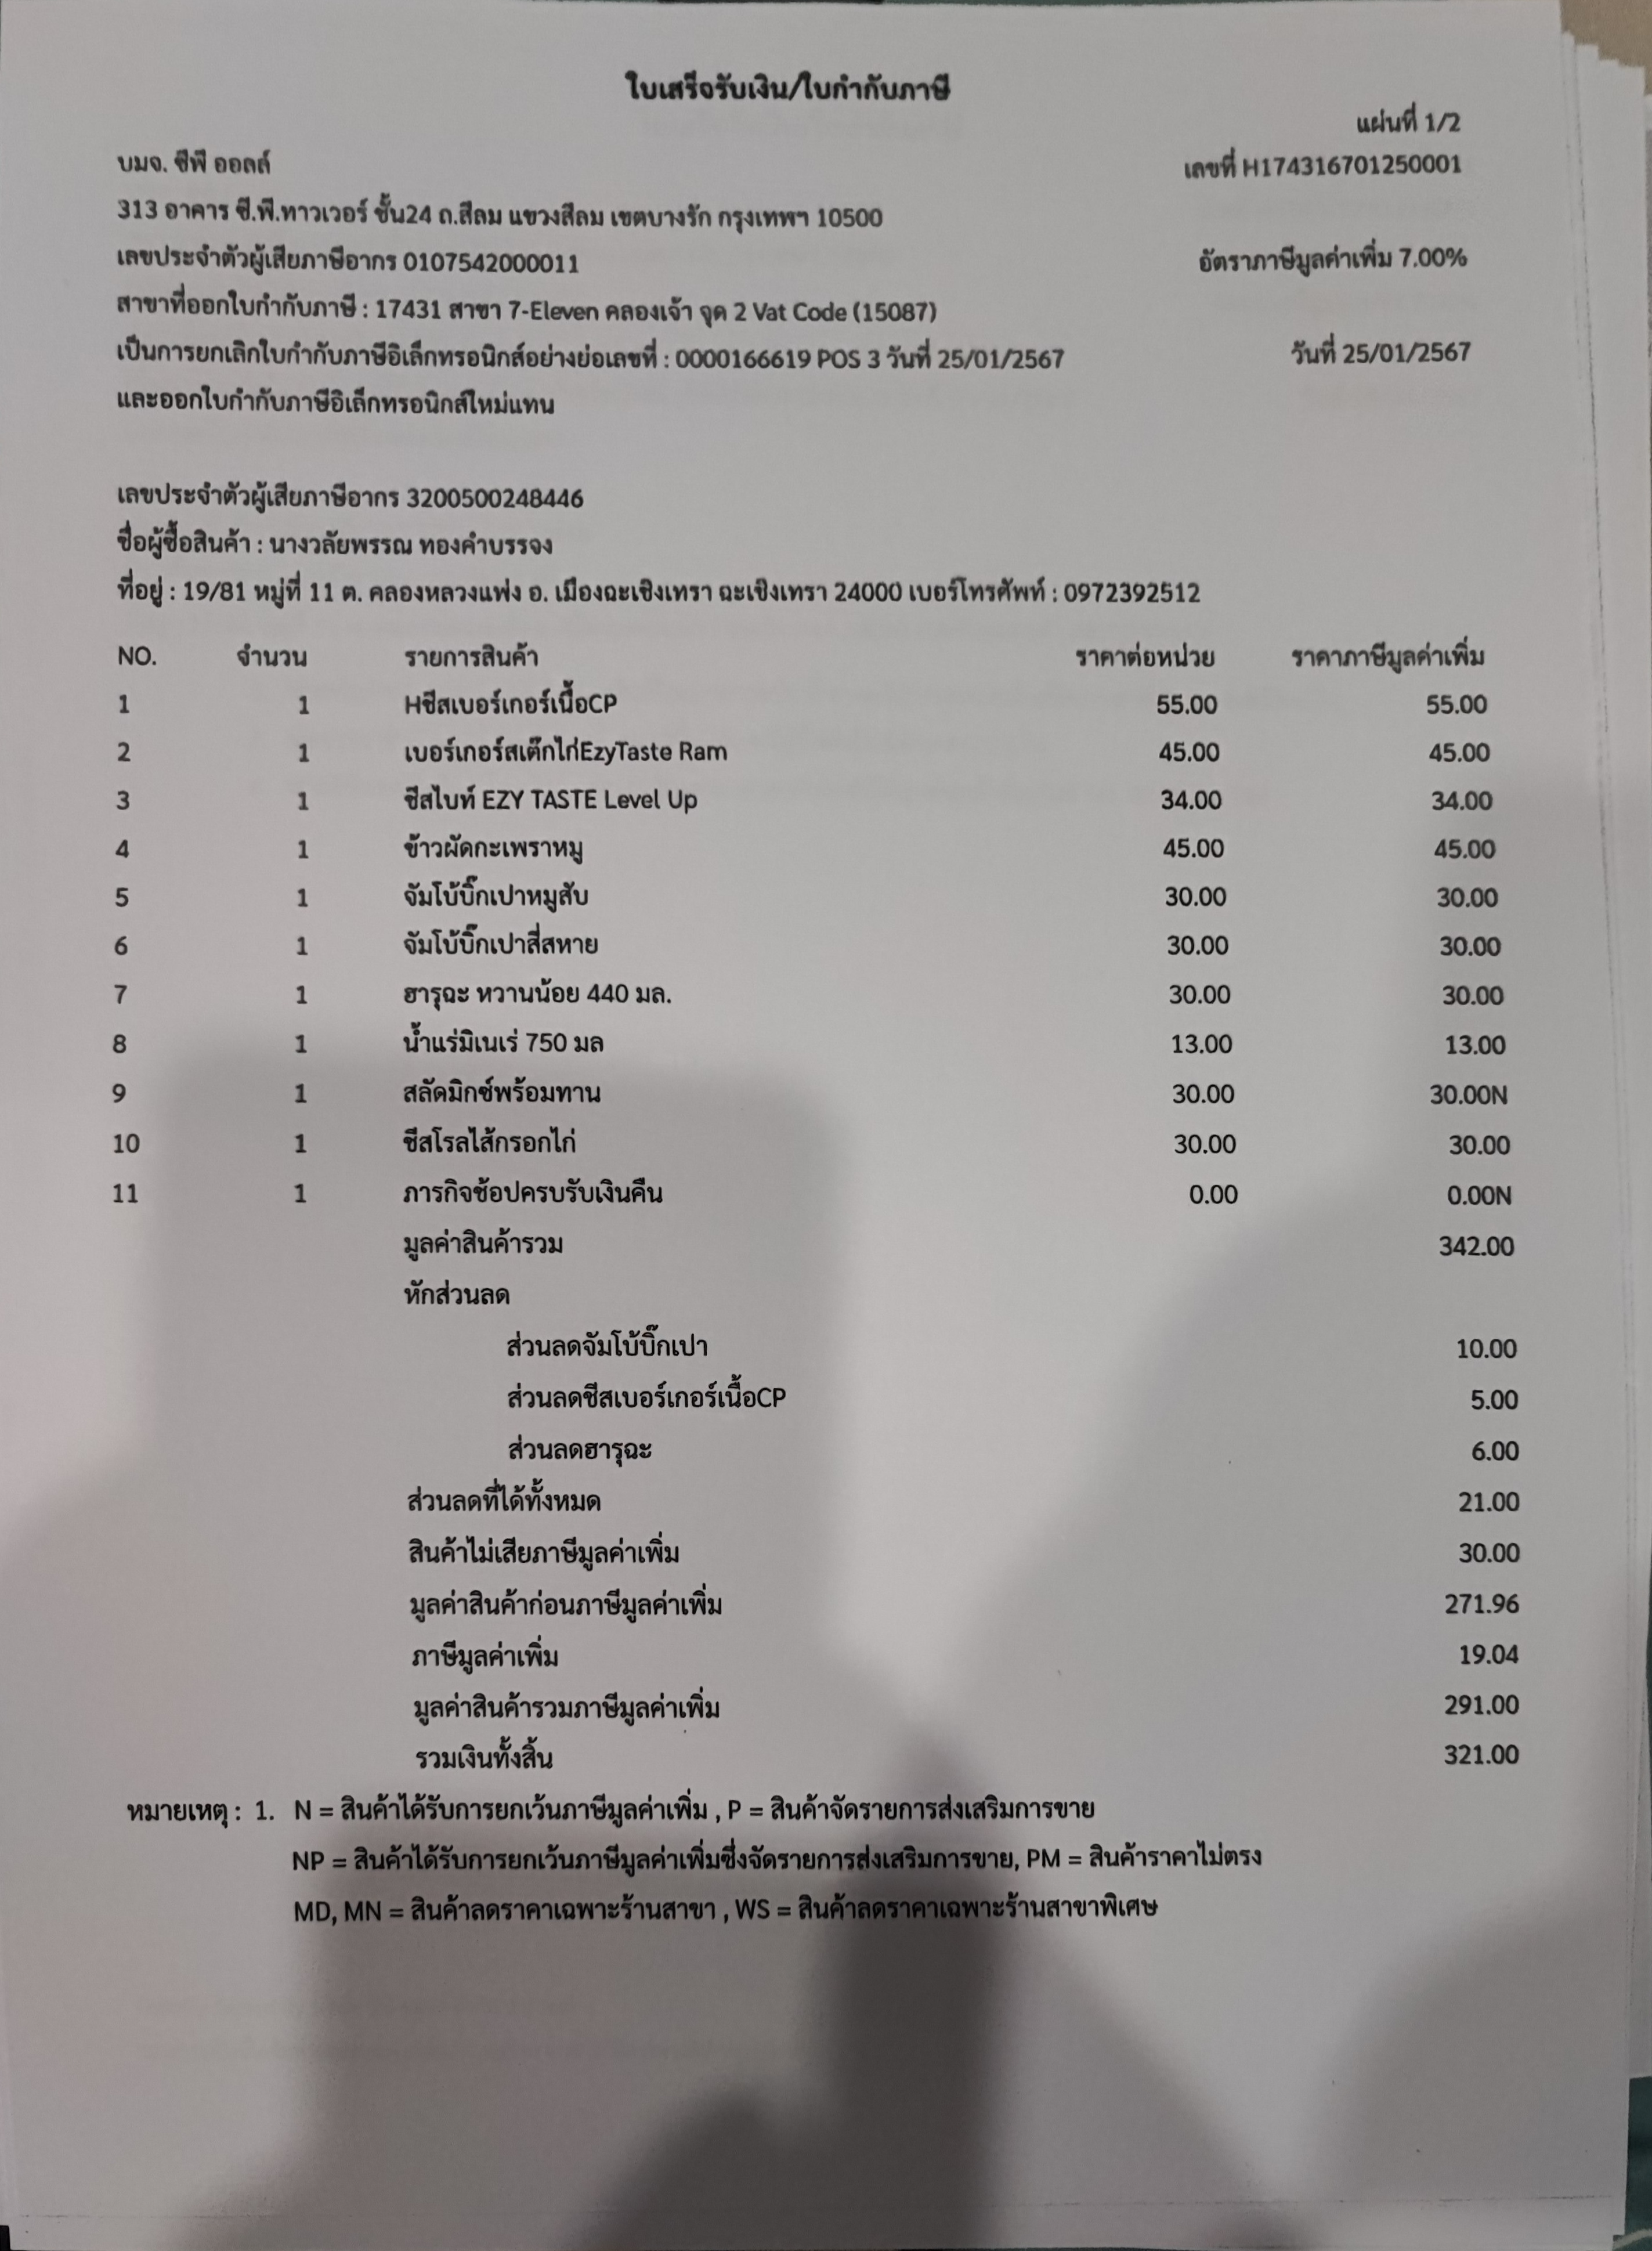 ใบเสร็จรับเงิน/ใบกำกับภาษี
แผ่นที่ 1/2
บมจ. ซีพี ออลล์ เลขที่ H174316701250001
313 อาคาร ซี.พี.ทาวเวอร์ ชั้น24 ถ.สีลม แขวงสีลม เขตบางรัก กรุงเทพฯ 10500
เลขประจำตัวผู้เสียภาษีอากร 0107542000011 อัตราภาษีมูลค่าเพิ่ม 7.00%
สาขาที่ออกใบกำกับภาษี : 17431 สาขา 7-Eleven คลองเจ้า จุด 2 Vat Code (15087)
เป็นการยกเลิกใบกำกับภาษีอิเล็กทรอนิกส์อย่างย่อเลขที่ : 0000166619 POS 3 วันที่ 25/01/2567 วันที่ 25/01/2567
และออกใบกำกับภาษีอิเล็กทรอนิกส์ใหม่แทน
เลขประจำตัวผู้เสียภาษีอากร 3200500248446
ชื่อผู้ซื้อสินค้า : นางวลัยพรรณ ทองคำบรรจง
ที่อยู่ : 19/81 หมู่ที่ 11 ต. คลองหลวงแพ่ง อ. เมืองฉะเชิงเทรา ฉะเชิงเทรา 24000 เบอร์โทรศัพท์ : 0972392512
NO. จำนวน รายการสินค้า ราคาต่อหน่วย ราคาภาษีมูลค่าเพิ่ม
1 1 Hชีสเบอร์เกอร์เนื้อCP 55.00 55.00
2 1 เบอร์เกอร์สเต๊กไก่EzyTaste Ram 45.00 45.00
3 1 ชีสไบท์ EZY TASTE Level Up 34.00 34.00
4 1 ข้าวผัดกะเพราหมู 45.00 45.00
5 1 จัมโบ้บิ๊กเปาหมูสับ 30.00 30.00
6 1 จัมโบ้บิ๊กเปาสี่สหาย 30.00 30.00
7 1 ฮารุฉะ หวานน้อย 440 มล. 30.00 30.00
8 1 น้ำแร่มิเนเร่ 750 มล 13.00 13.00
9 1 สลัดมิกซ์พร้อมทาน 30.00 30.00N
10 1 ชีสโรลไส้กรอกไก่ 30.00 30.00
11 1 ภารกิจช้อปครบรับเงินคืน 0.00 0.00N
มูลค่าสินค้ารวม 342.00
หักส่วนลด
ส่วนลดจัมโบ้บิ๊กเปา 10.00
ส่วนลดชีสเบอร์เกอร์เนื้อCP 5.00
ส่วนลดฮารุฉะ 6.00
ส่วนลดที่ได้ทั้งหมด 21.00
สินค้าไม่เสียภาษีมูลค่าเพิ่ม 30.00
มูลค่าสินค้าก่อนภาษีมูลค่าเพิ่ม 271.96
ภาษีมูลค่าเพิ่ม 19.04
มูลค่าสินค้ารวมภาษีมูลค่าเพิ่ม 291.00
รวมเงินทั้งสิ้น 321.00
หมายเหตุ : 1. N = สินค้าได้รับการยกเว้นภาษีมูลค่าเพิ่ม , P = สินค้าจัดรายการส่งเสริมการขาย
NP = สินค้าได้รับการยกเว้นภาษีมูลค่าเพิ่มซึ่งจัดรายการส่งเสริมการขาย, PM = สินค้าราคาไม่ตรง
MD, MN = สินค้าลดราคาเฉพาะร้านสาขา , WS = สินค้าลดราคาเฉพาะร้านสาขาพิเศษ